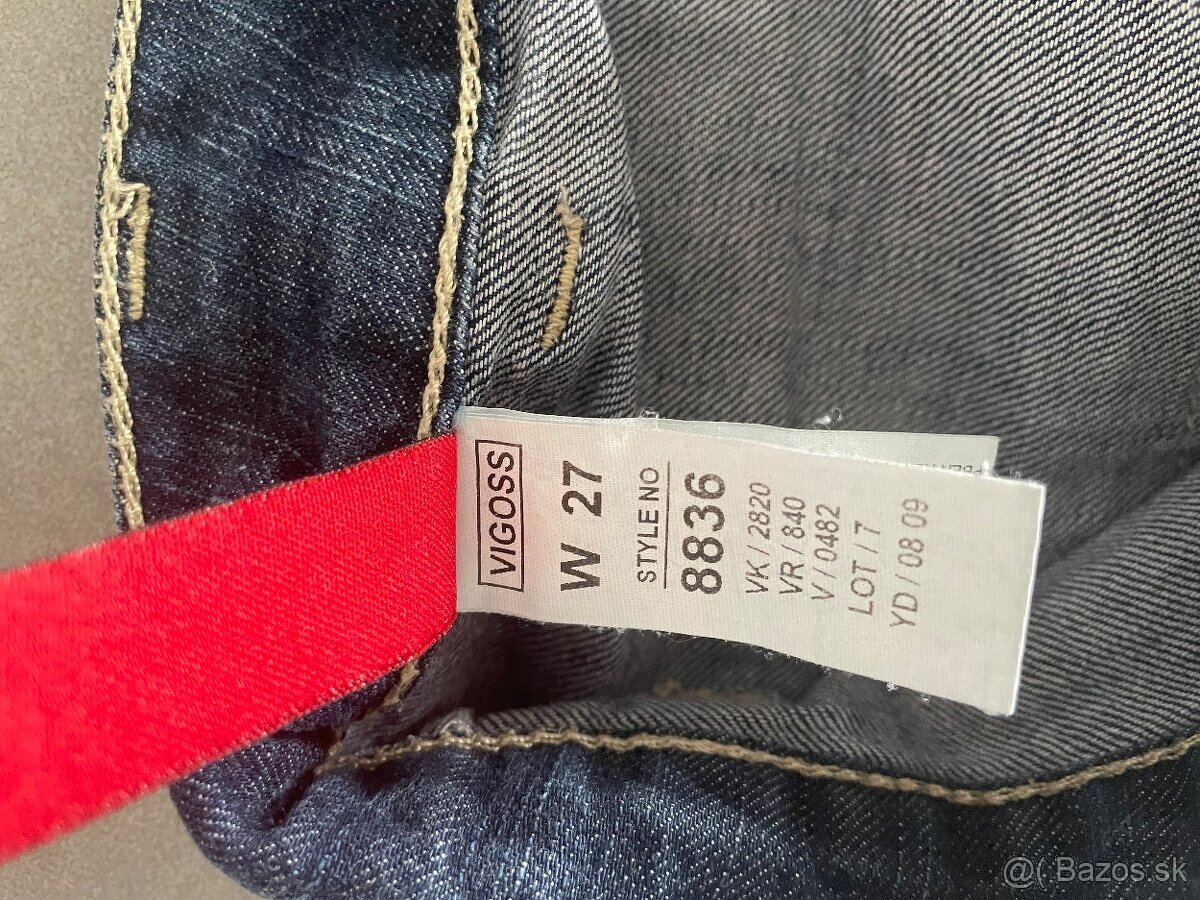 VIGOSS
W 27
STYLE NO
8836
VK / 2820
VR / 840
V / 0482
LOT / 7
YD / 08 09
@( Bazos.sk